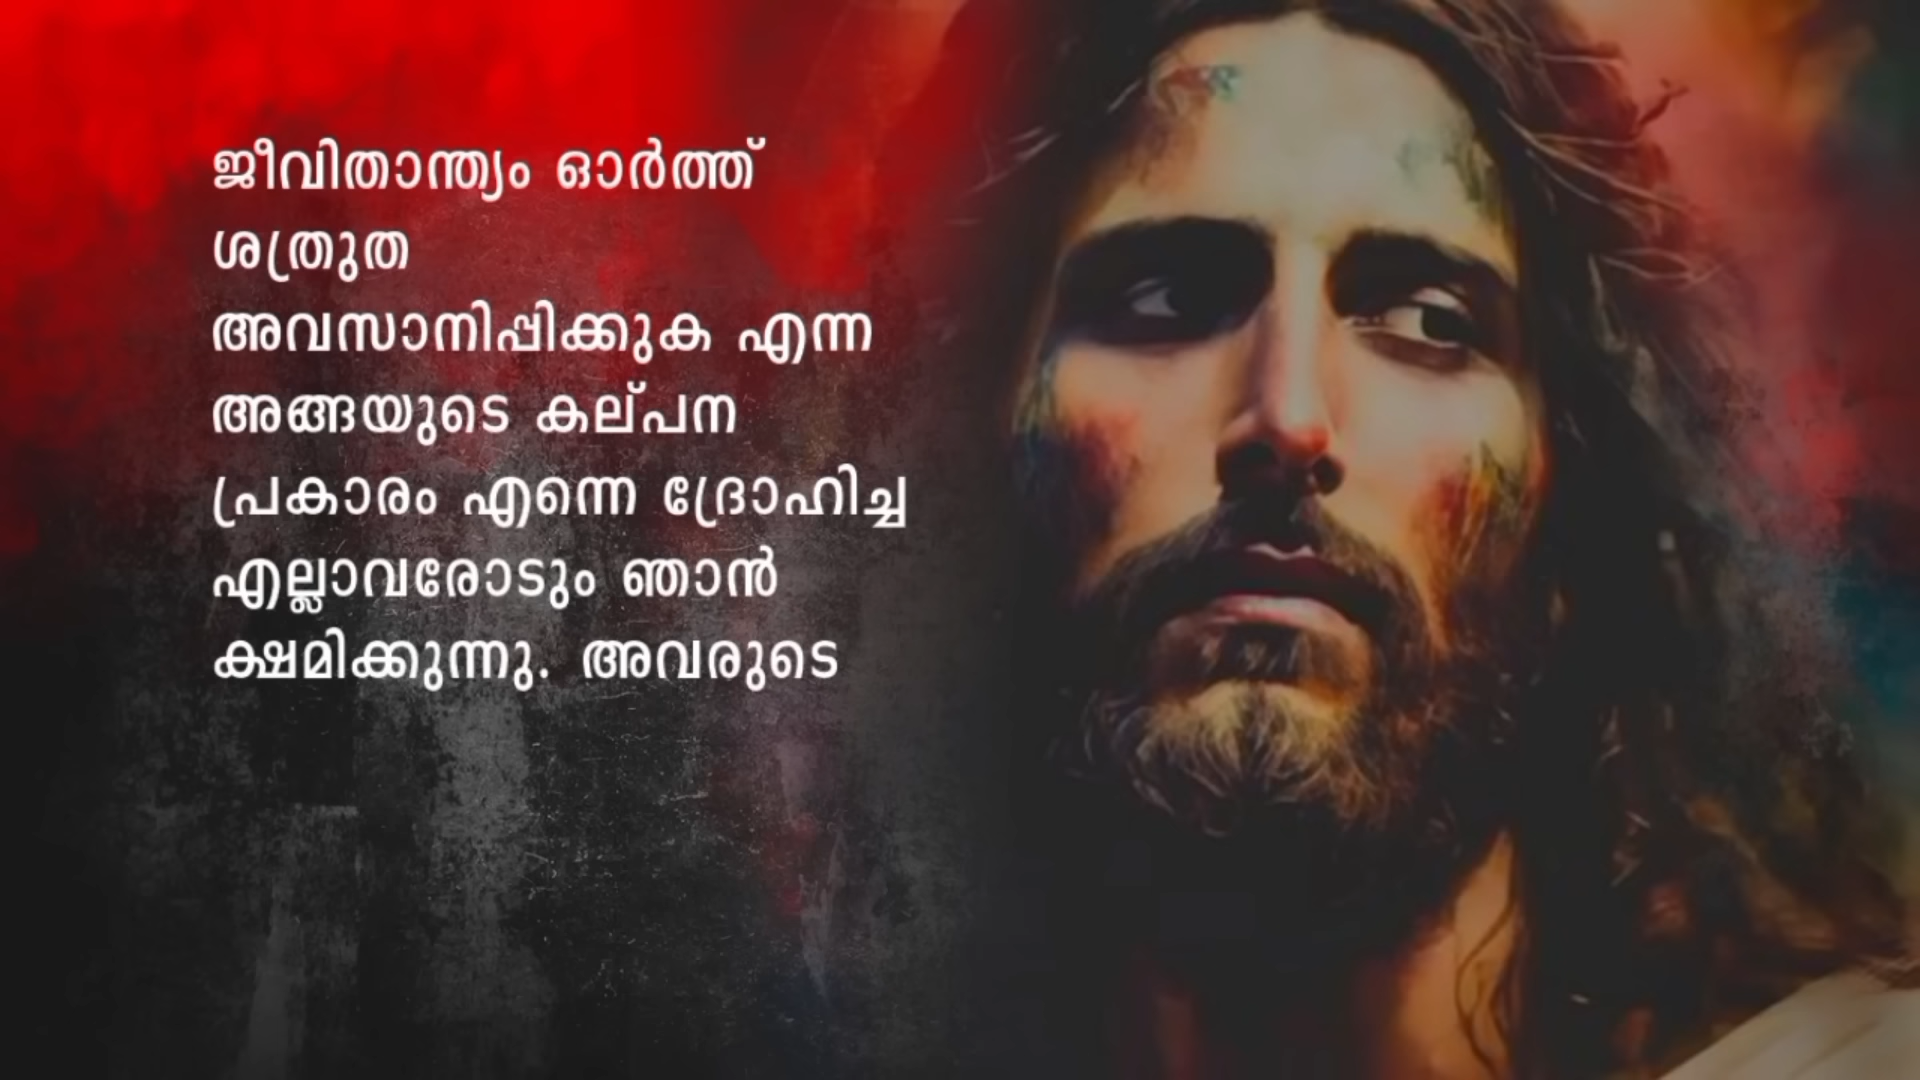 ജീവിതാന്ത്യം ഓർത്ത്
ശത്രുത
അവസാനിപ്പിക്കുക എന്ന
അങ്ങയുടെ കല്പന
പ്രകാരം എന്നെ ദ്രോഹിച്ച
എല്ലാവരോടും ഞാൻ
ക്ഷമിക്കുന്നു. അവരുടെ